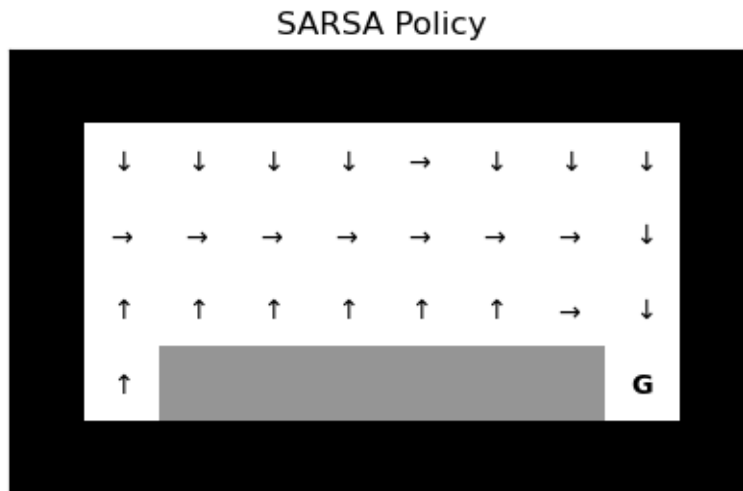 SARSA Policy
↓ ↓ ↓ ↓ → ↓ ↓ ↓
→ → → → → → → ↓
↑ ↑ ↑ ↑ ↑ ↑ → ↓
↑ G